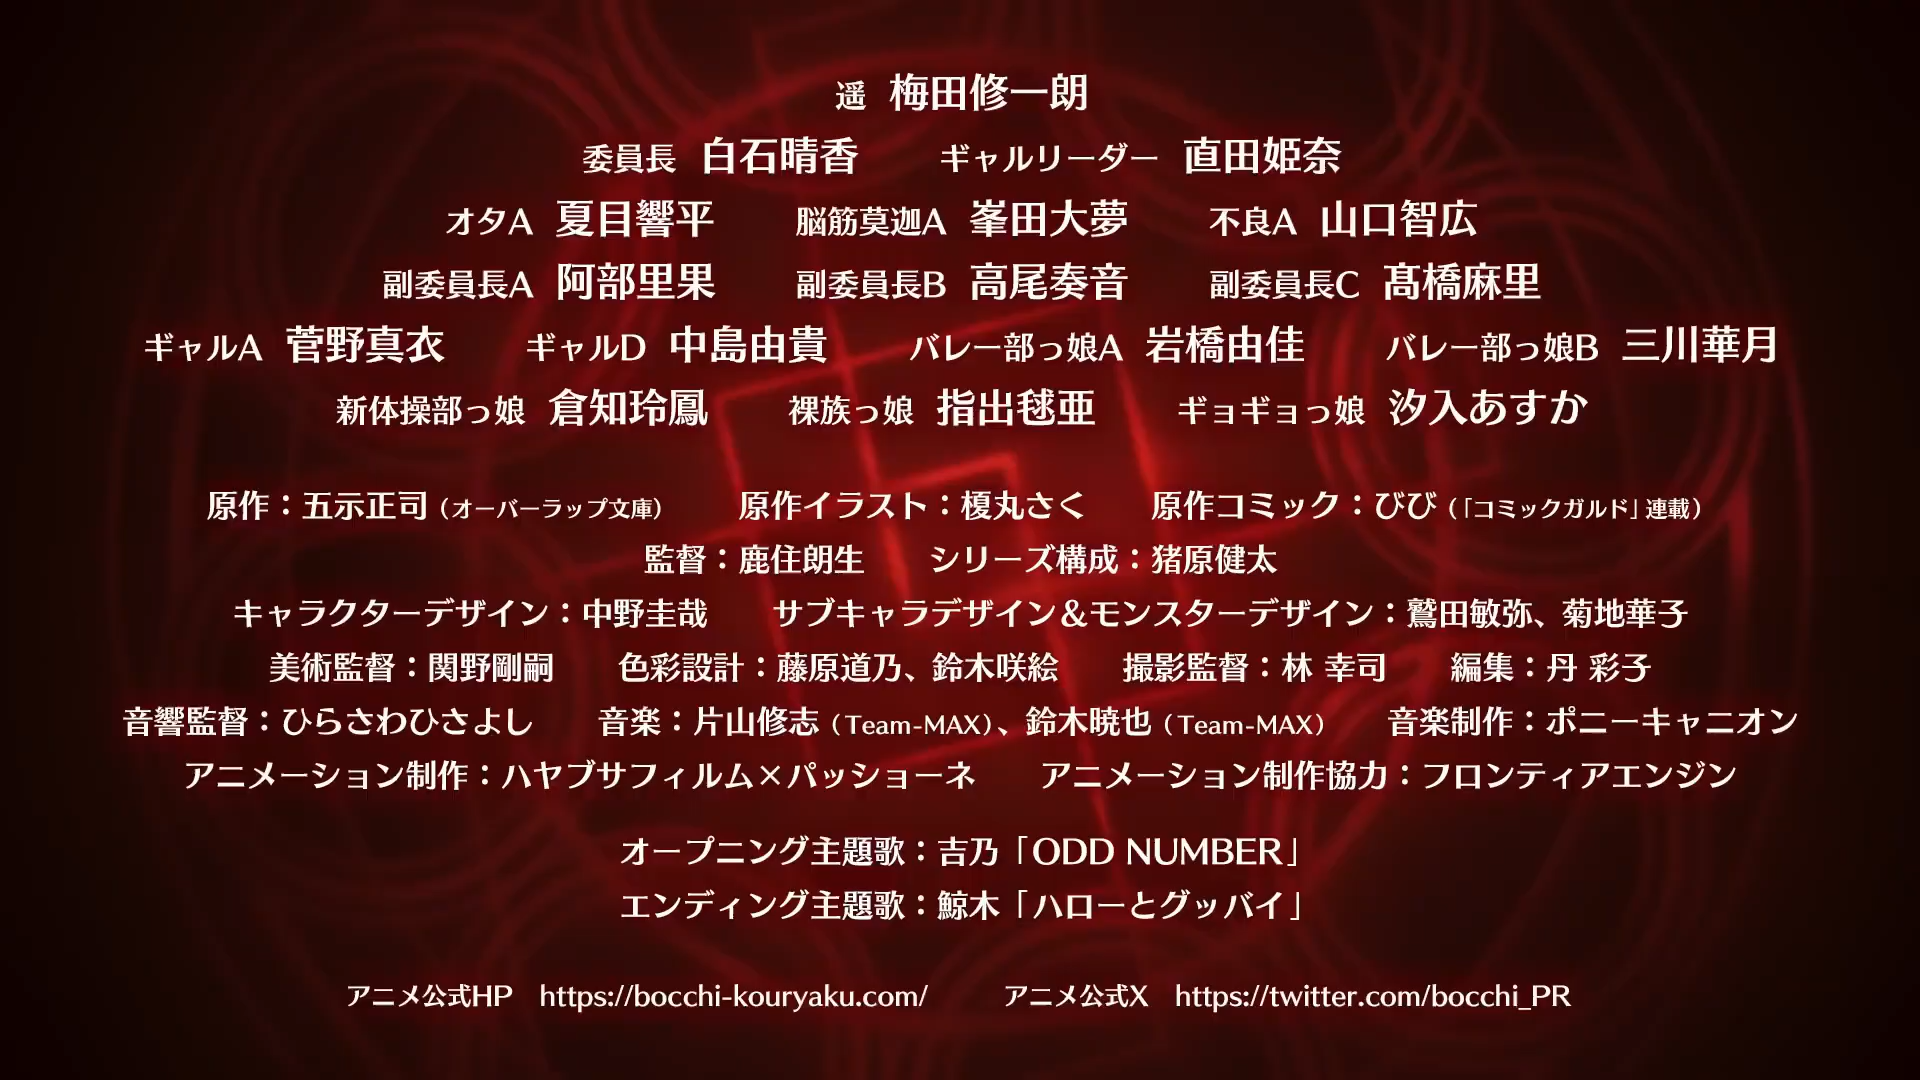 遥 梅田修一朗
委員長 白石晴香 ギャルリーダー 直田姫奈
オタA 夏目響平 脳筋莫迦A 峯田大夢 不良A 山口智広
副委員長A 阿部里果 副委員長B 高尾奏音 副委員長C 髙橋麻里
ギャルA 菅野真衣 ギャルD 中島由貴 バレー部っ娘A 岩橋由佳 バレー部っ娘B 三川華月
新体操部っ娘 倉知玲鳳 裸族っ娘 指出毬亜 ギョギョっ娘 汐入あすか
原作：五示正司（オーバーラップ文庫） 原作イラスト：榎丸さく 原作コミック：びび（「コミックガルド」連載）
監督：鹿住朗生 シリーズ構成：猪原健太
キャラクターデザイン：中野圭哉 サブキャラデザイン＆モンスターデザイン：鷲田敏弥、菊地華子
美術監督：関野剛嗣 色彩設計：藤原道乃、鈴木咲絵 撮影監督：林 幸司 編集：丹 彩子
音響監督：ひらさわひさよし 音楽：片山修志（Team-MAX）、鈴木暁也（Team-MAX） 音楽制作：ポニーキャニオン
アニメーション制作：ハヤブサフィルム×パッショーネ アニメーション制作協力：フロンティアエンジン
オープニング主題歌：吉乃「ODD NUMBER」
エンディング主題歌：鯨木「ハローとグッバイ」
アニメ公式HP https://bocchi-kouryaku.com/ アニメ公式X https://twitter.com/bocchi_PR